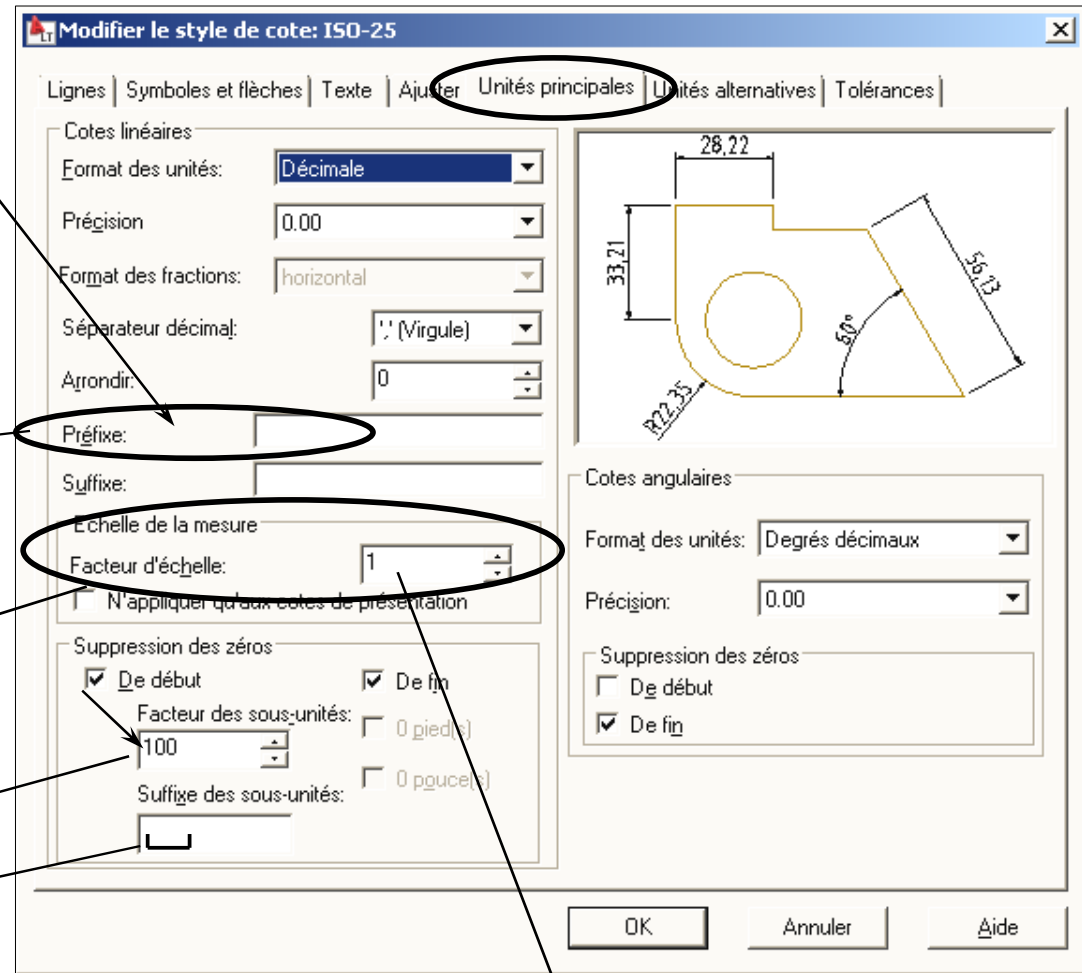 Modifier le style de cote: ISO-25
Lignes
Symboles et flèches
Texte
Ajuster
Unités principales
Unités alternatives
Tolérances
Cotes linéaires
Format des unités: Décimale
Précision 0.00
Format des fractions: horizontal
Séparateur décimal: ',' (Virgule)
Arrondir: 0
Préfixe:
Suffixe:
Echelle de la mesure
Facteur d'échelle: 1
N'appliquer qu'aux cotes de présentation
Suppression des zéros
De début
De fin
Facteur des sous-unités:
0 pied(s)
100
0 pouce(s)
Suffixe des sous-unités:
28,22
33,21
56,13
60°
R22,35
Cotes angulaires
Format des unités: Degrés décimaux
Précision: 0.00
Suppression des zéros
De début
De fin
OK
Annuler
Aide